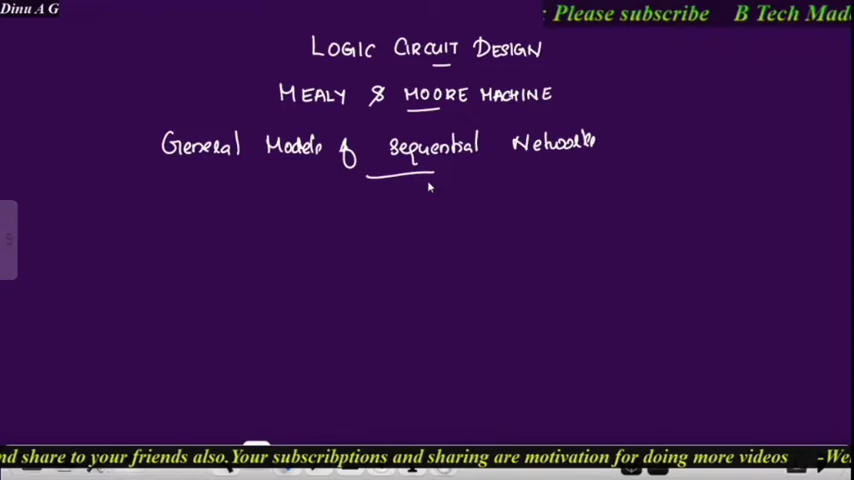 Dinu A G
: Please subscribe B Tech Mad
LOGIC CIRCUIT DESIGN
MEALY & MOORE MACHINE
General Models of Sequential Networks
nd share to your friends also.Your subscribptions and sharing are motivation for doing more videos -We